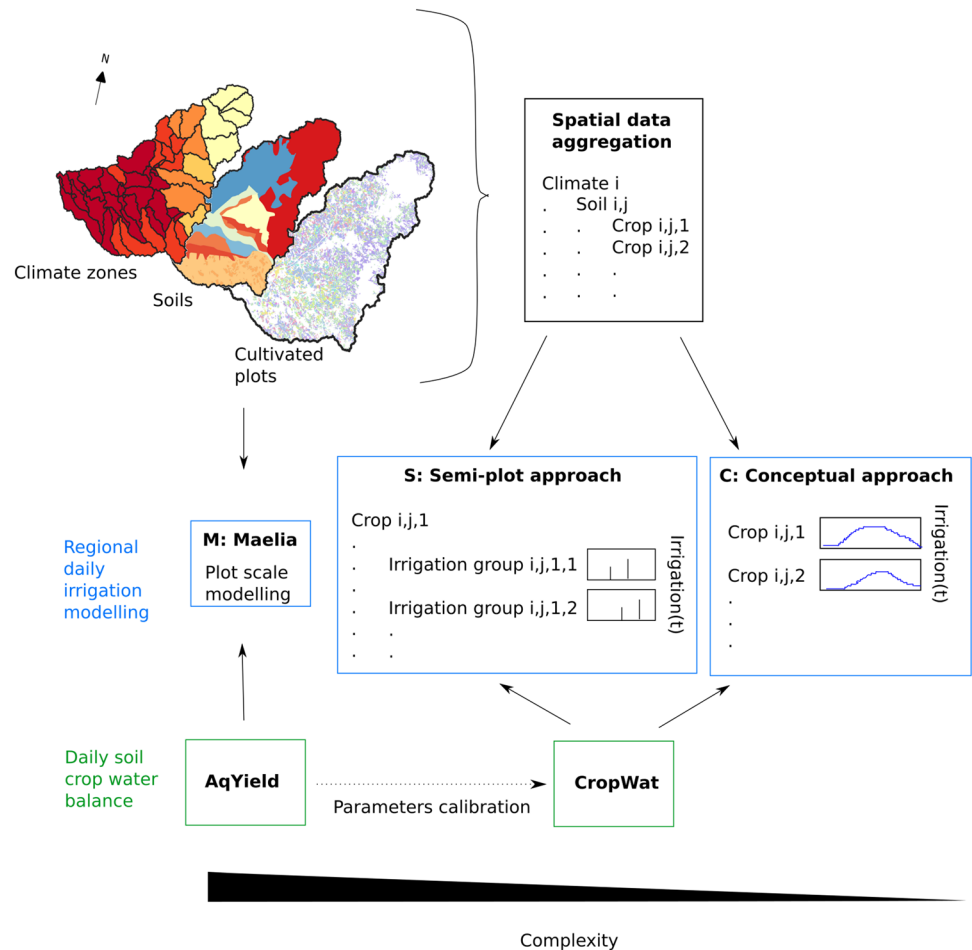 N
Climate zones
Soils
Cultivated
plots
Spatial data
aggregation
Climate i
. Soil i,j
. . Crop i,j,1
. . Crop i,j,2
. . .
. . .
Regional
daily
irrigation
modelling
M: Maelia
Plot scale
modelling
S: Semi-plot approach
Crop i,j,1
.
. Irrigation group i,j,1,1
.
. Irrigation group i,j,1,2
. .
. .
Irrigation(t)
C: Conceptual approach
Crop i,j,1
Crop i,j,2
.
.
.
Irrigation(t)
Daily soil
crop water
balance
AqYield
Parameters calibration
CropWat
Complexity